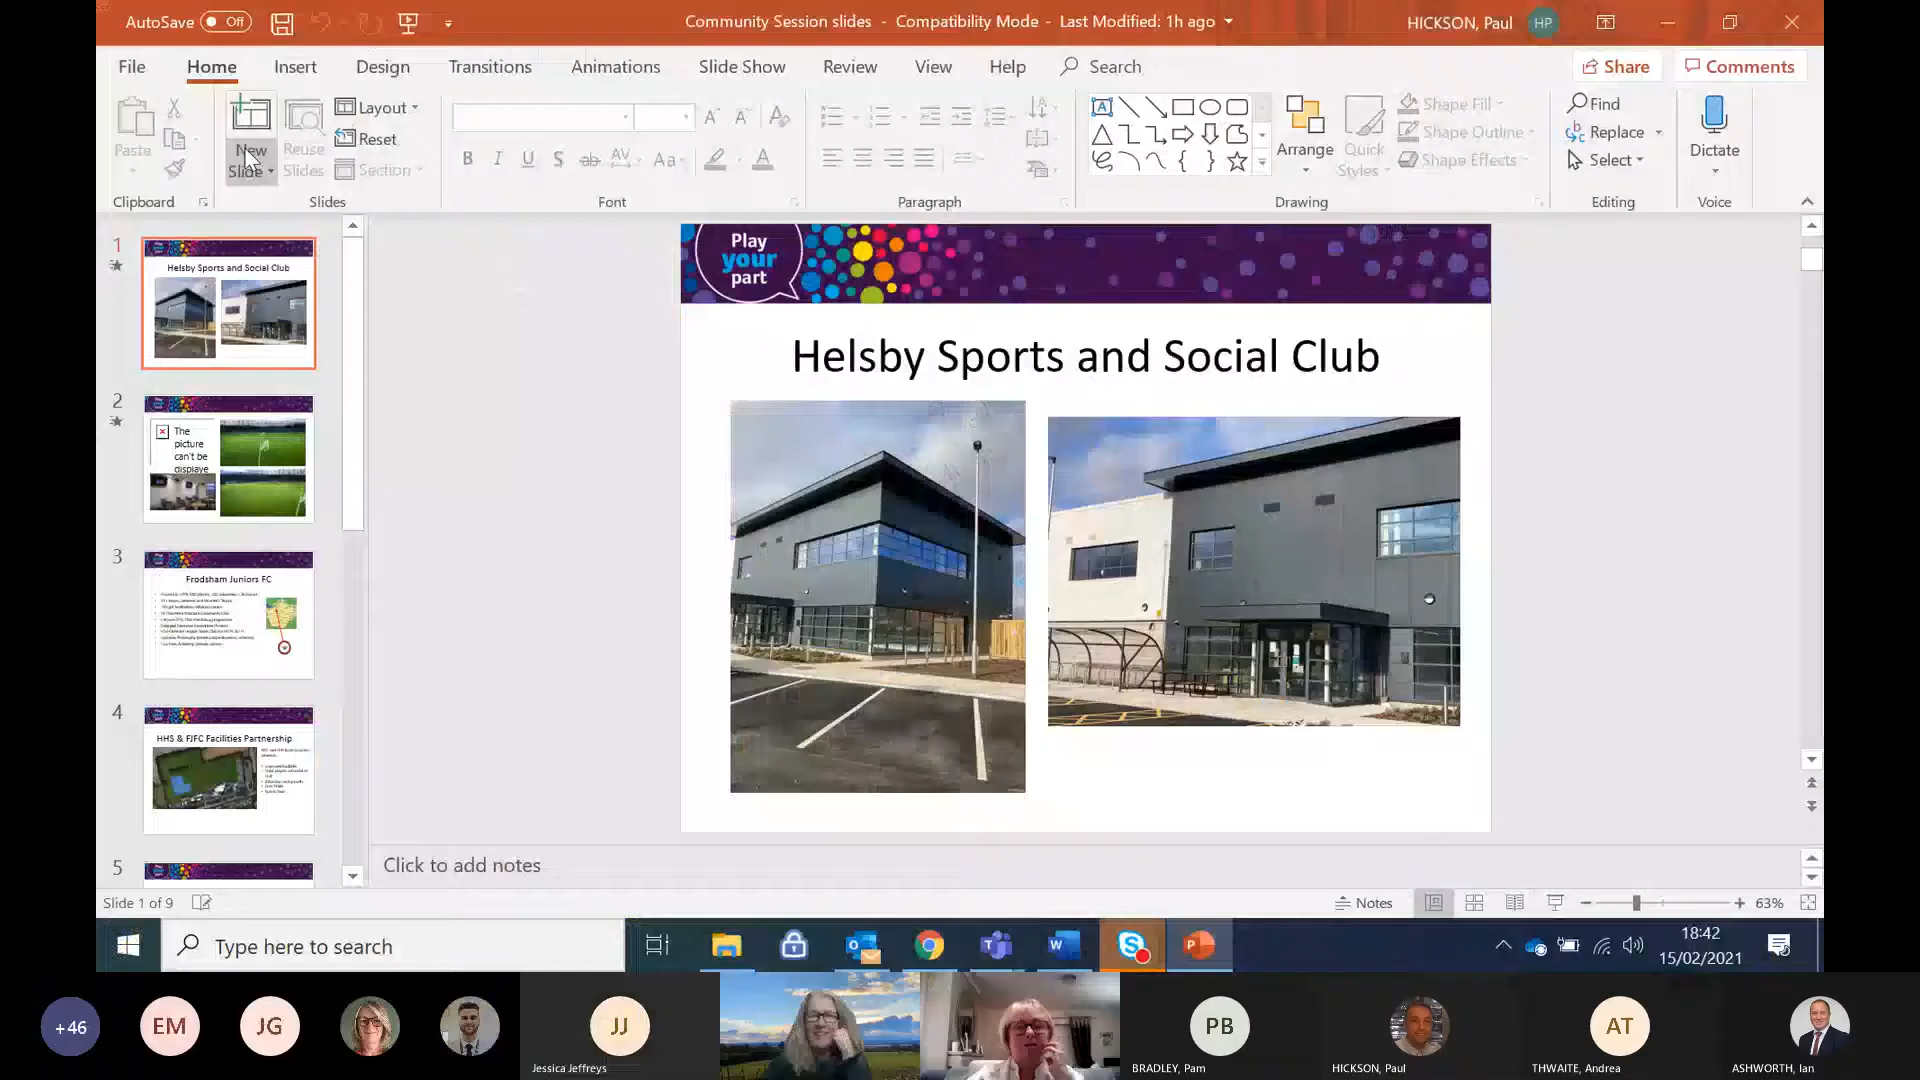 AutoSave Off
Community Session slides - Compatibility Mode - Last Modified: 1h ago
HICKSON, Paul HP
File Home Insert Design Transitions Animations Slide Show Review View Help Search
Share Comments
Paste
New
Slide
Reuse
Slides
Layout
Reset
Section
B I U S ab AV Aa A
Arrange
Quick
Styles
Shape Fill
Shape Outline
Shape Effects
Find
Replace
Select
Dictate
Clipboard Slides Font Paragraph Drawing Editing Voice
1
Helsby Sports and Social Club
2
The
picture
can't be
displaye
3
Frodsham Juniors FC
4
HHS & FJFC Facilities Partnership
5
Play
your
part
Helsby Sports and Social Club
Click to add notes
Slide 1 of 9
Notes
63%
Type here to search
18:42
15/02/2021
+46
EM
JG
JJ
Jessica Jeffreys
PB
BRADLEY, Pam
HICKSON, Paul
AT
THWAITE, Andrea
ASHWORTH, Ian